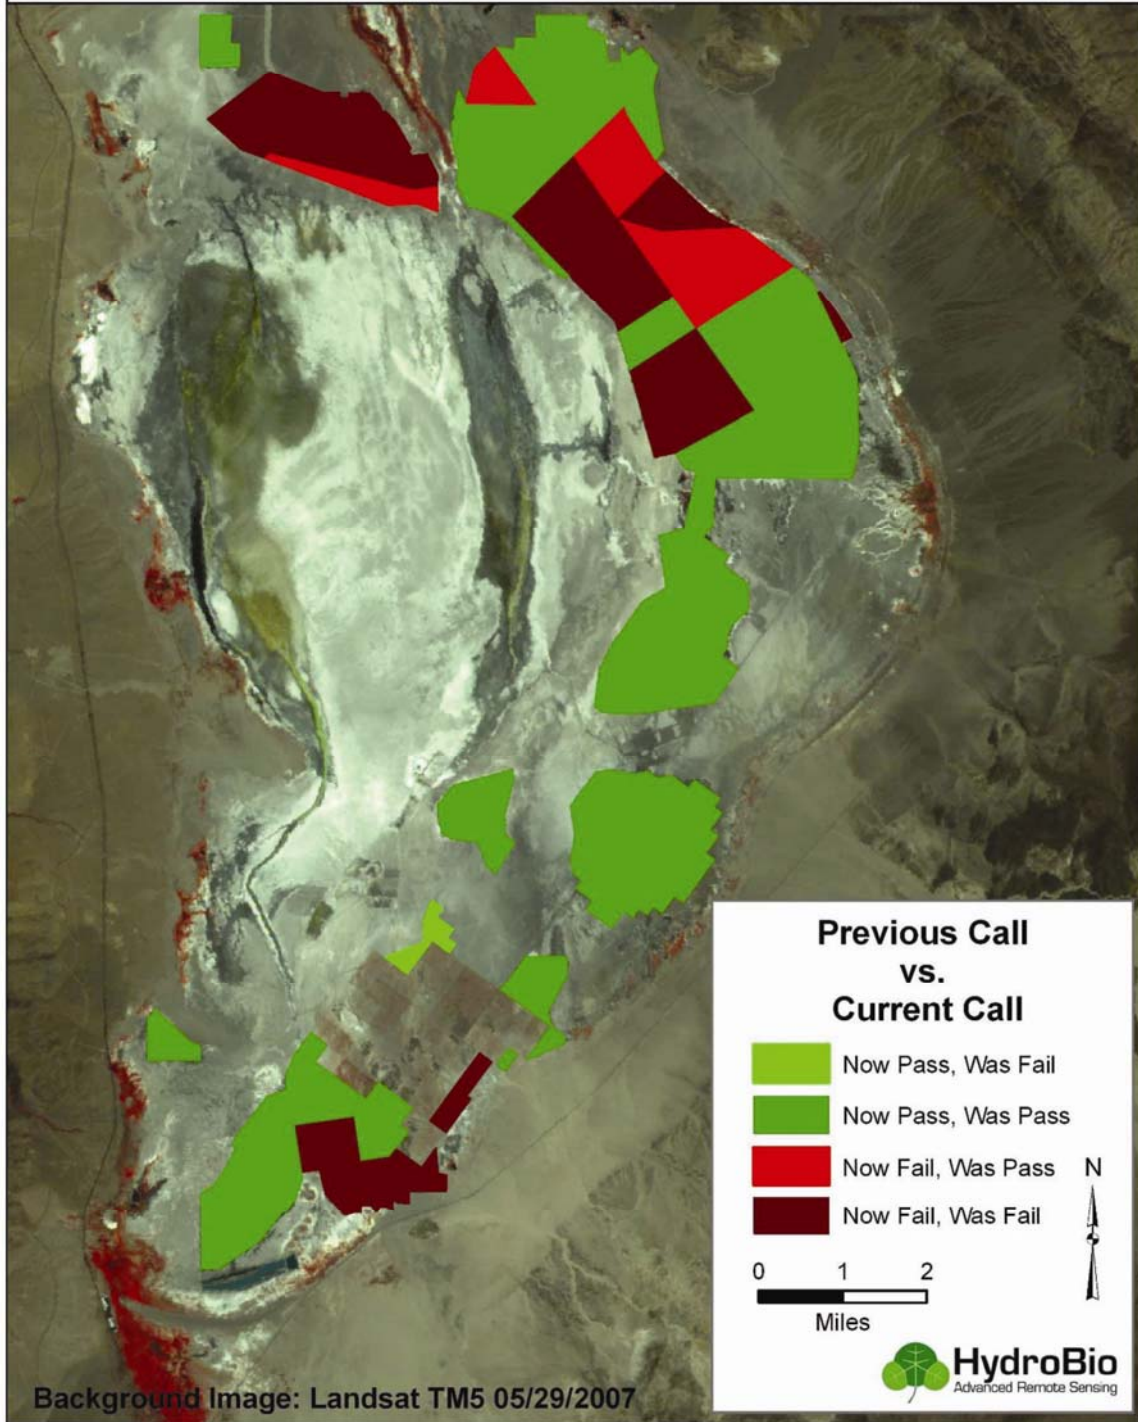 Previous Call
vs.
Current Call
Now Pass, Was Fail
Now Pass, Was Pass
Now Fail, Was Pass
Now Fail, Was Fail
N
0 1 2
Miles
HydroBio
Advanced Remote Sensing
Background Image: Landsat TM5 05/29/2007